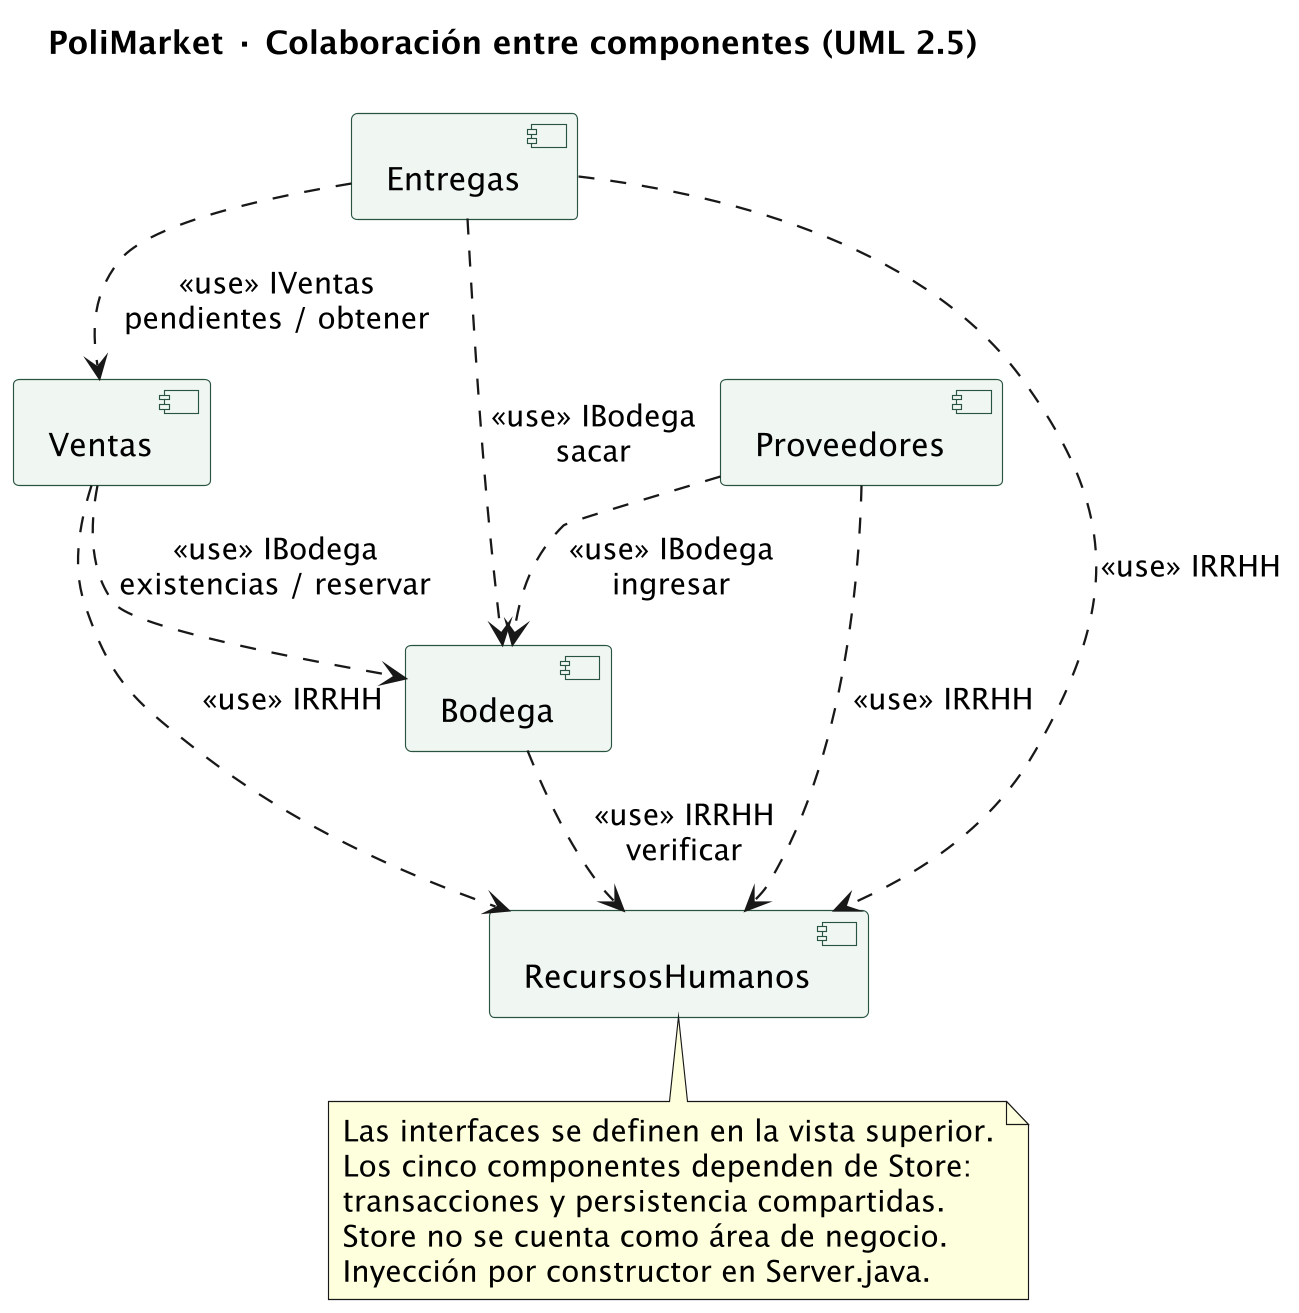 PoliMarket · Colaboración entre componentes (UML 2.5)
Entregas
«use» IVentas
pendientes / obtener
«use» IBodega
sacar
Ventas
Proveedores
«use» IBodega
existencias / reservar
«use» IBodega
ingresar
«use» IRRHH
«use» IRRHH
«use» IRRHH
Bodega
«use» IRRHH
verificar
RecursosHumanos
Las interfaces se definen en la vista superior.
Los cinco componentes dependen de Store:
transacciones y persistencia compartidas.
Store no se cuenta como área de negocio.
Inyección por constructor en Server.java.